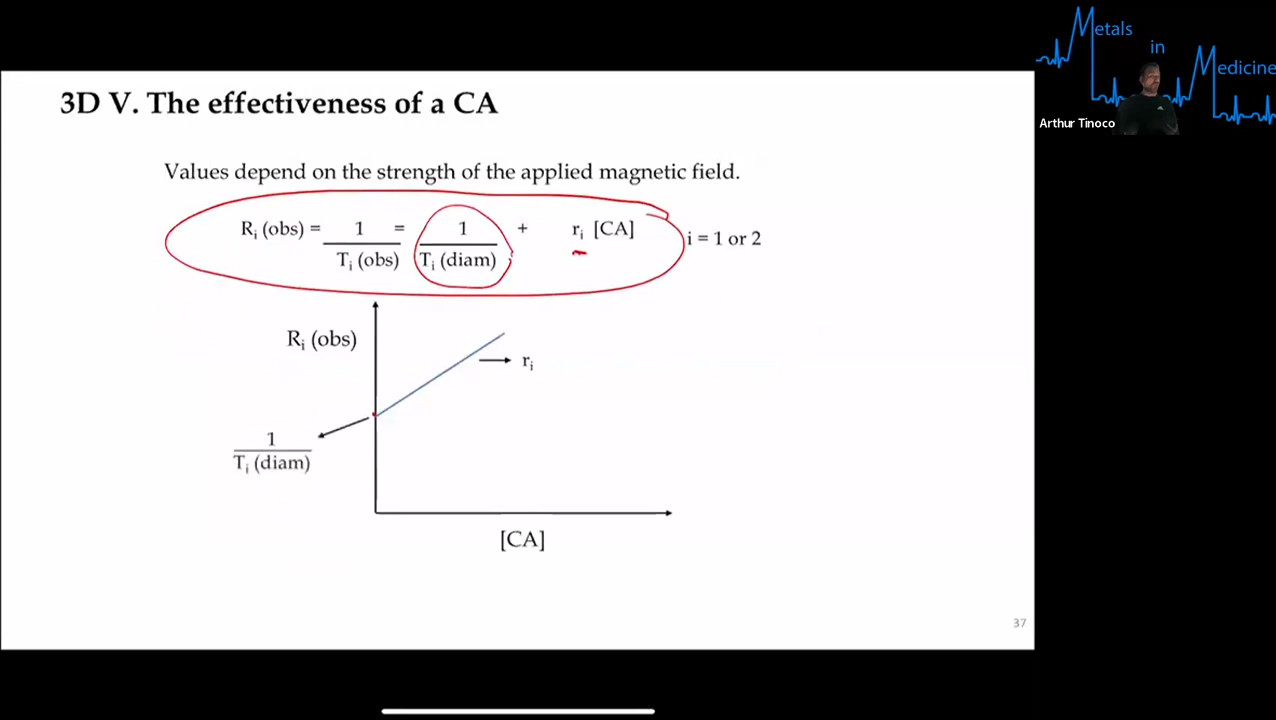 Metals
in
Medicine
Arthur Tinoco
3D V. The effectiveness of a CA
Values depend on the strength of the applied magnetic field.
Rᵢ (obs) = 1 = 1 + rᵢ [CA]
Tᵢ (obs) Tᵢ (diam) i = 1 or 2
Rᵢ (obs)
rᵢ
1
Tᵢ (diam)
[CA]
37